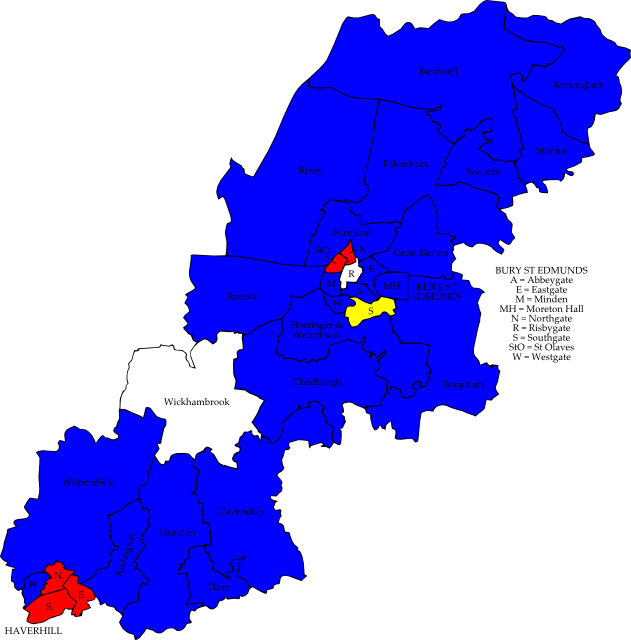 Bardwell
Barningham
Stanton
Ixworth
Pakenham
Risby
Fornham
Great Barton
StO
N
E
R
M
A
MH
W
S
BURY ST
EDMUNDS
Barrow
Horringer &
Whelnetham
Chedburgh
Rougham
Wickhambrook
Withersfield
Kedington
Hundon
Cavendish
Clare
W.
N.
E.
S.
HAVERHILL
BURY ST EDMUNDS
A = Abbeygate
E = Eastgate
M = Minden
MH = Moreton Hall
N = Northgate
R = Risbygate
S = Southgate
StO = St Olaves
W = Westgate